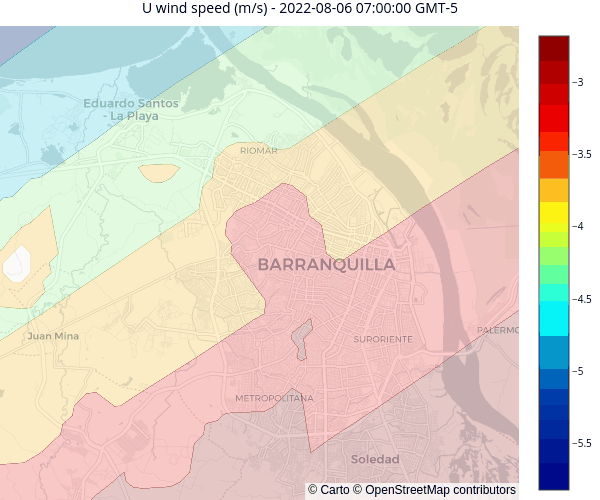 U wind speed (m/s) - 2022-08-06 07:00:00 GMT-5
Eduardo Santos
- La Playa
RIOMAR
BARRANQUILLA
Juan Mina
SURORIENTE
PALERMO
METROPOLITANA
Soledad
© Carto © OpenStreetMap contributors
−3
−3.5
−4
−4.5
−5
−5.5